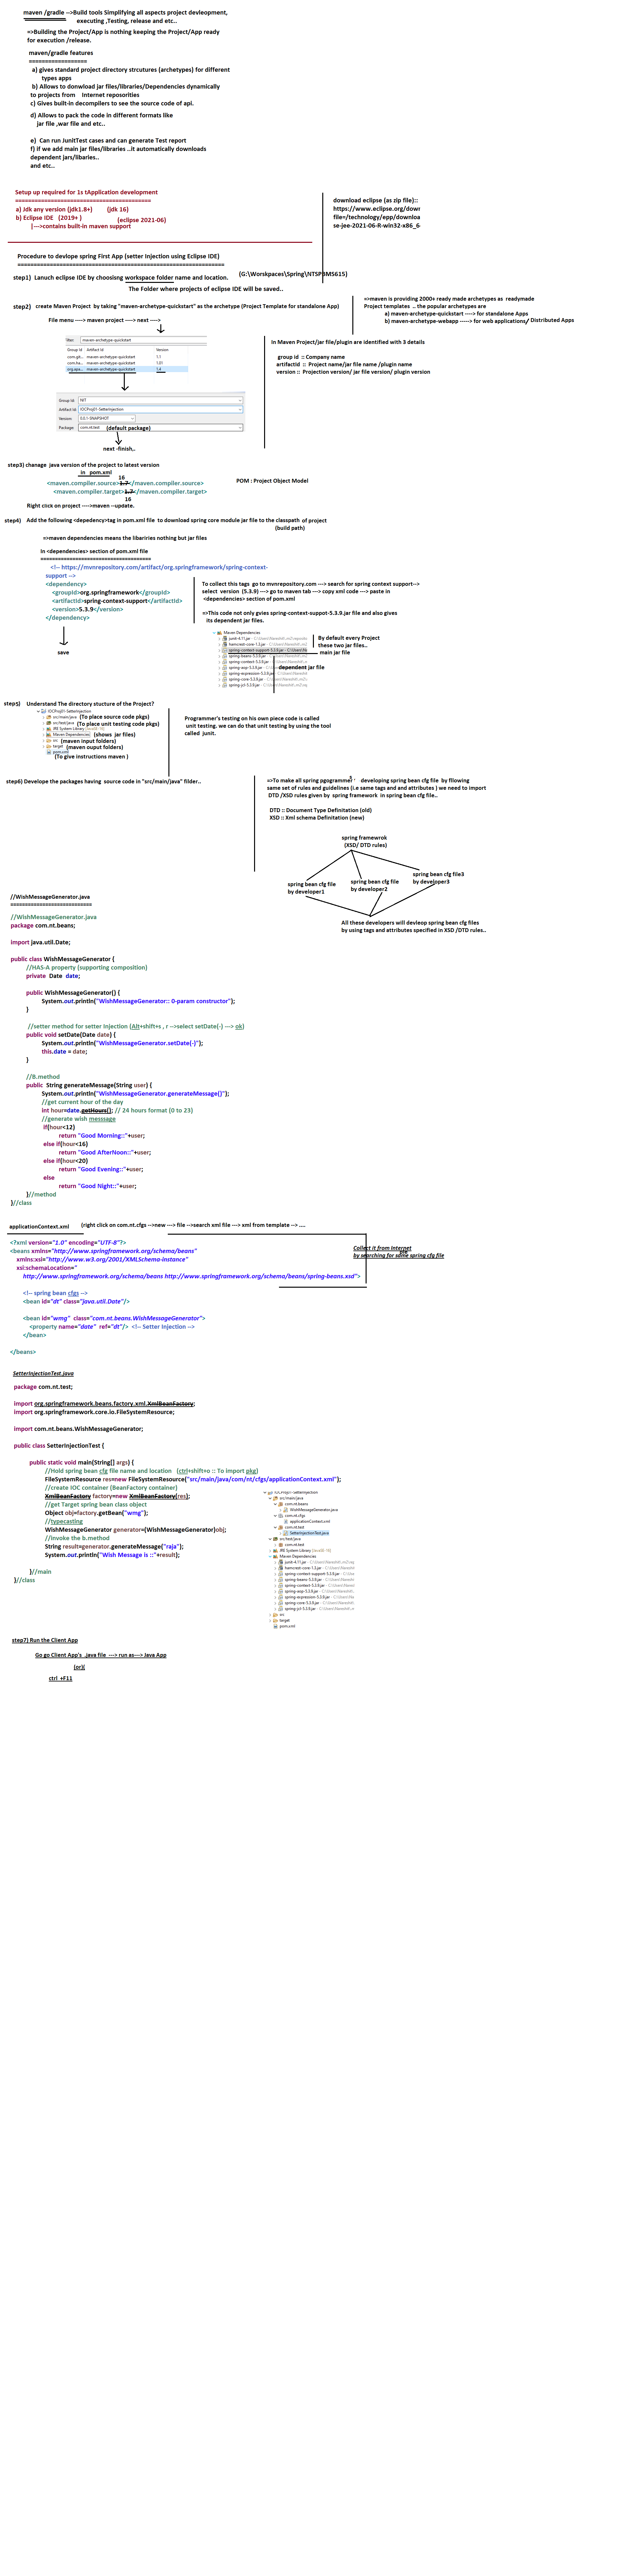 maven /gradle -->Build tools Simplifying all aspects project devleopment,
executing ,Testing, release and etc..
=>Building the Project/App is nothing keeping the Project/App ready
for execution /release.
maven/gradle features
==================
a) gives standard project directory strcutures (archetypes) for different
types apps
b) Allows to donwload jar files/libraries/Dependencies dynamically
to projects from Internet reposorities
c) Gives built-in decompilers to see the source code of api.
d) Allows to pack the code in different formats like
jar file ,war file and etc..
e) Can run JunitTest cases and can generate Test report
f) if we add main jar files/libraries ..it automatically downloads
dependent jars/libaries..
and etc..
Setup up required for 1s tApplication development
==========================================
a) Jdk any version (jdk1.8+) (jdk 16)
b) Eclipse IDE (2019+ ) (eclipse 2021-06)
|--->contains built-in maven support
download eclipse (as zip file)::
https://www.eclipse.org/dowr
file=/technology/epp/downloa
se-jee-2021-06-R-win32-x86_6
Procedure to devlope spring First App (setter Injection using Eclipse IDE)
================================================================
step1) Lanuch eclipse IDE by choosisng workspace folder name and location. (G:\Worskpaces\Spring\NTSPBMS615)
The Folder where projects of eclipse IDE will be saved..
step2) create Maven Project by taking "maven-archetype-quickstart" as the archetype (Project Template for standalone App)
File menu ----> maven project ----> next ---->
=>maven is providing 2000+ ready made archetypes as readymade
Project templates .. the popular archetypes are
a) maven-archetype-quickstart ----> for standalone Apps
b) maven-archetype-webapp -----> for web applications/ Distributed Apps
maven-archetype-quickstart
Group Id Artifact Id Version
com.git... maven-archetype-quickstart 1.1
com.ha... maven-archetype-quickstart 1.01
org.apa... maven-archetype-quickstart 1.4
In Maven Project/jar file/plugin are identified with 3 details
group id :: Company name
artifactid :: Project name/jar file name /plugin name
version :: Projection version/ jar file version/ plugin version
Group Id: NIT
Artifact Id: IOCProj01-SetterInjection
Version: 0.0.1-SNAPSHOT
Package: com.nt.test (default package)
next -finish..
step3) chanage java version of the project to latest version
in pom.xml
16
<maven.compiler.source>1.7</maven.compiler.source>
<maven.compiler.target>1.7</maven.compiler.target>
16
POM : Project Object Model
Right click on project ---->maven --update.
step4) Add the following <depedency>tag in pom.xml file to download spring core module jar file to the classpath of project
(build path)
=>maven dependencies means the libariries nothing but jar files
In <dependencies> section of pom.xml file
==================================
<!-- https://mvnrepository.com/artifact/org.springframework/spring-context-
support -->
<dependency>
<groupId>org.springframework</groupId>
<artifactId>spring-context-support</artifactId>
<version>5.3.9</version>
</dependency>
To collect this tags go to mvnrepository.com ---> search for spring context support-->
select version (5.3.9) ---> go to maven tab ---> copy xml code ---> paste in
<dependencies> section of pom.xml
=>This code not only gvies spring-context-suppot-5.3.9.jar file and also gives
its dependent jar files.
save
Maven Dependencies
junit-4.11.jar
hamcrest-core-1.3.jar
spring-context-support-5.3.9.jar
spring-beans-5.3.9.jar
spring-context-5.3.9.jar
spring-aop-5.3.9.jar
spring-expression-5.3.9.jar
spring-core-5.3.9.jar
spring-jcl-5.3.9.jar
By default every Project
these two jar files..
main jar file
dependent jar file
step5) Understand The directory stucture of the Project?
IOCProj01-SetterInjection
src/main/java (To place source code pkgs)
src/test/java (To place unit testing code pkgs)
JRE System Library [JavaSE-16]
Maven Dependencies (shows jar files)
src (maven input folders)
target (maven ouput folders)
pom.xml
(To give instructions maven )
Programmer's testing on his own piece code is called
unit testing. we can do that unit testing by using the tool
called junit.
step6) Develope the packages having source code in "src/main/java" filder..
=>To make all spring pgogrammer developing spring bean cfg file by fllowing
same set of rules and guidelines (i.e same tags and and attributes ) we need to import
DTD /XSD rules given by spring framework in spring bean cfg file..
DTD :: Document Type Definitation (old)
XSD :: Xml schema Definitation (new)
spring framewrok
(XSD/ DTD rules)
spring bean cfg file
by developer1
spring bean cfg file
by developer2
spring bean cfg file3
by developer3
All these developers will devleop spring bean cfg files
by using tags and attributes specified in XSD /DTD rules..
//WishMessageGenerator.java
==========================
//WishMessageGenerator.java
package com.nt.beans;
import java.util.Date;
public class WishMessageGenerator {
//HAS-A property (supporting composition)
private Date date;
public WishMessageGenerator() {
System.out.println("WishMessageGenerator:: 0-param constructor");
}
//setter method for setter Injection (Alt+shift+s , r -->select setDate(-) ---> ok)
public void setDate(Date date) {
System.out.println("WishMessageGenerator.setDate(-)");
this.date = date;
}
//B.method
public String generateMessage(String user) {
System.out.println("WishMessageGenerator.generateMessage()");
//get current hour of the day
int hour=date.getHours(); // 24 hours format (0 to 23)
//generate wish messsage
if(hour<12)
return "Good Morning::"+user;
else if(hour<16)
return "Good AfterNoon::"+user;
else if(hour<20)
return "Good Evening::"+user;
else
return "Good Night::"+user;
}//method
}//class
applicationContext.xml (right click on com.nt.cfgs -->new ---> file -->search xml file ---> xml from template --> ....
<?xml version="1.0" encoding="UTF-8"?>
<beans xmlns="http://www.springframework.org/schema/beans"
xmlns:xsi="http://www.w3.org/2001/XMLSchema-instance"
xsi:schemaLocation="
http://www.springframework.org/schema/beans http://www.springframework.org/schema/beans/spring-beans.xsd">
Collect it from Internet
by searching for same spring cfg file
<!-- spring bean cfgs -->
<bean id="dt" class="java.util.Date"/>
<bean id="wmg" class="com.nt.beans.WishMessageGenerator">
<property name="date" ref="dt"/> <!-- Setter Injection -->
</bean>
</beans>
SetterInjectionTest.java
package com.nt.test;
import org.springframework.beans.factory.xml.XmlBeanFactory;
import org.springframework.core.io.FileSystemResource;
import com.nt.beans.WishMessageGenerator;
public class SetterInjectionTest {
public static void main(String[] args) {
//Hold spring bean cfg file name and location (ctrl+shift+o :: To import pkg)
FileSystemResource res=new FileSystemResource("src/main/java/com/nt/cfgs/applicationContext.xml");
//create IOC container (BeanFactory container)
XmlBeanFactory factory=new XmlBeanFactory(res);
//get Target spring bean class object
Object obj=factory.getBean("wmg");
//typecasting
WishMessageGenerator generator=(WishMessageGenerator)obj;
//invoke the b.method
String result=generator.generateMessage("raja");
System.out.println("Wish Message is ::"+result);
}//main
}//class
IOCProj01-SetterInjection
src/main/java
com.nt.beans
WishMessageGenerator.java
com.nt.cfgs
applicationContext.xml
com.nt.test
SetterInjectionTest.java
src/test/java
com.nt.test
JRE System Library [JavaSE-16]
Maven Dependencies
junit-4.11.jar
hamcrest-core-1.3.jar
spring-context-support-5.3.9.jar
spring-beans-5.3.9.jar
spring-context-5.3.9.jar
spring-aop-5.3.9.jar
spring-expression-5.3.9.jar
spring-core-5.3.9.jar
spring-jcl-5.3.9.jar
src
target
pom.xml
step7) Run the Client App
Go go Client App's .java file ---> run as---> Java App
(or)(
ctrl +F11